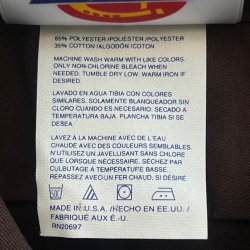 65% POLYESTER /POLIESTER /POLYESTER
35% COTTON /ALGODÓN /COTON
MACHINE WASH WARM WITH LIKE COLORS.
ONLY NON-CHLORINE BLEACH WHEN
NEEDED. TUMBLE DRY LOW. WARM IRON IF
DESIRED.
LAVADO EN AGUA TIBIA CON COLORES
SIMILARES. SOLAMENTE BLANQUEADOR SIN
CLORO CUANDO ES NECESARIO. SECADO A
TEMPERATURA BAJA. PLANCHA TIBIA SI SE
DESEA.
LAVEZ À LA MACHINE EN EAU
CHAUDE AVEC DES COULEURS SEMBLABLES.
N'UTILISEZ UN JAVELLISANT SANS CHLORE
QUE LORSQUE NÉCESSAIRE. SÉCHEZ PAR
CULBUTAGE À TEMPÉRATURE BASSE.
REPASSEZ AVEC UN FER CHAUD, SI DÉSIRÉ.
MADE IN U.S.A. /HECHO EN EE.UU. /
FABRIQUÉ AUX É.-U.
RN20697